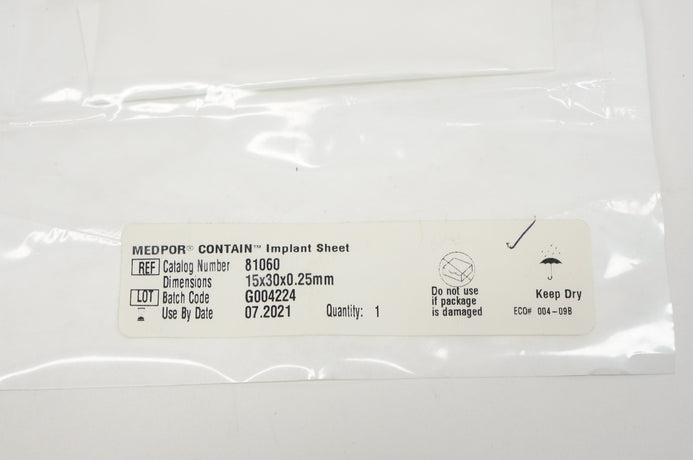 MEDPOR® CONTAIN™ Implant Sheet
REF Catalog Number 81060
Dimensions 15x30x0.25mm
LOT Batch Code G004224
Use By Date 07.2021 Quantity: 1
Do not use
if package
is damaged
Keep Dry
ECO# 004-09B